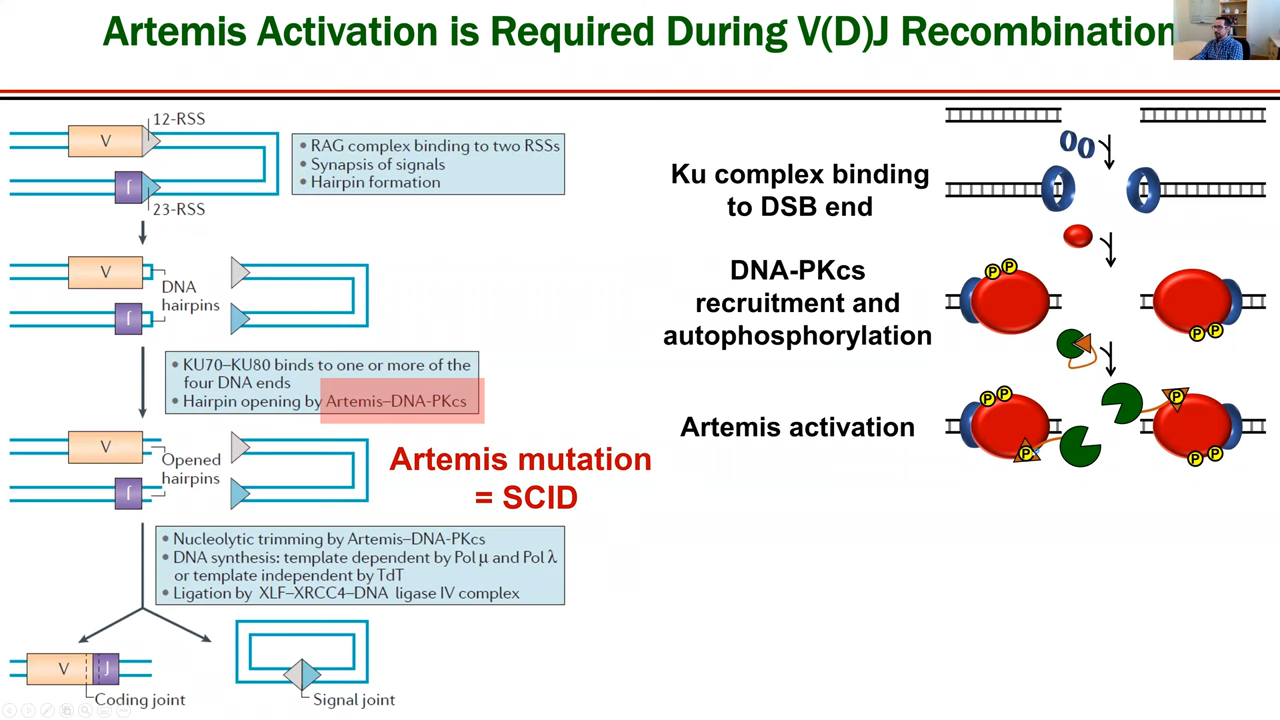 Artemis Activation is Required During V(D)J Recombination
12-RSS
V
J
23-RSS
• RAG complex binding to two RSSs
• Synapsis of signals
• Hairpin formation
V
J
DNA
hairpins
• KU70–KU80 binds to one or more of the
four DNA ends
• Hairpin opening by Artemis–DNA-PKcs
V
J
Opened
hairpins
Artemis mutation
= SCID
• Nucleolytic trimming by Artemis–DNA-PKcs
• DNA synthesis: template dependent by Pol μ and Pol λ
or template independent by TdT
• Ligation by XLF–XRCC4–DNA ligase IV complex
V
J
Coding joint
Signal joint
Ku complex binding
to DSB end
DNA-PKcs
recruitment and
autophosphorylation
P P
P P
Artemis activation
P P
P
P
P P